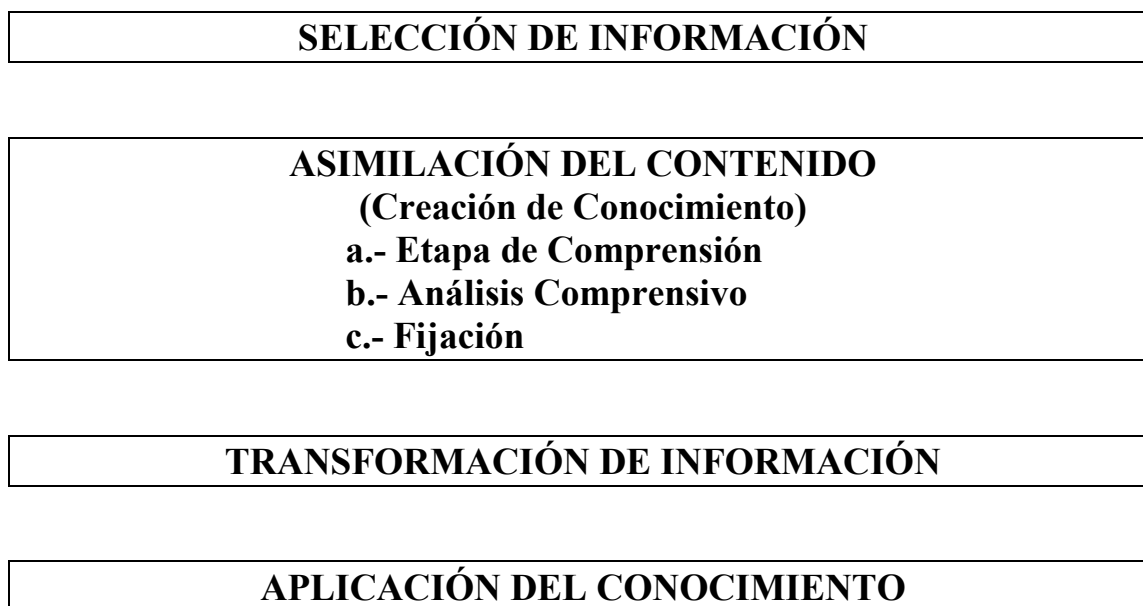 SELECCIÓN DE INFORMACIÓN
ASIMILACIÓN DEL CONTENIDO
(Creación de Conocimiento)
a.- Etapa de Comprensión
b.- Análisis Comprensivo
c.- Fijación
TRANSFORMACIÓN DE INFORMACIÓN
APLICACIÓN DEL CONOCIMIENTO